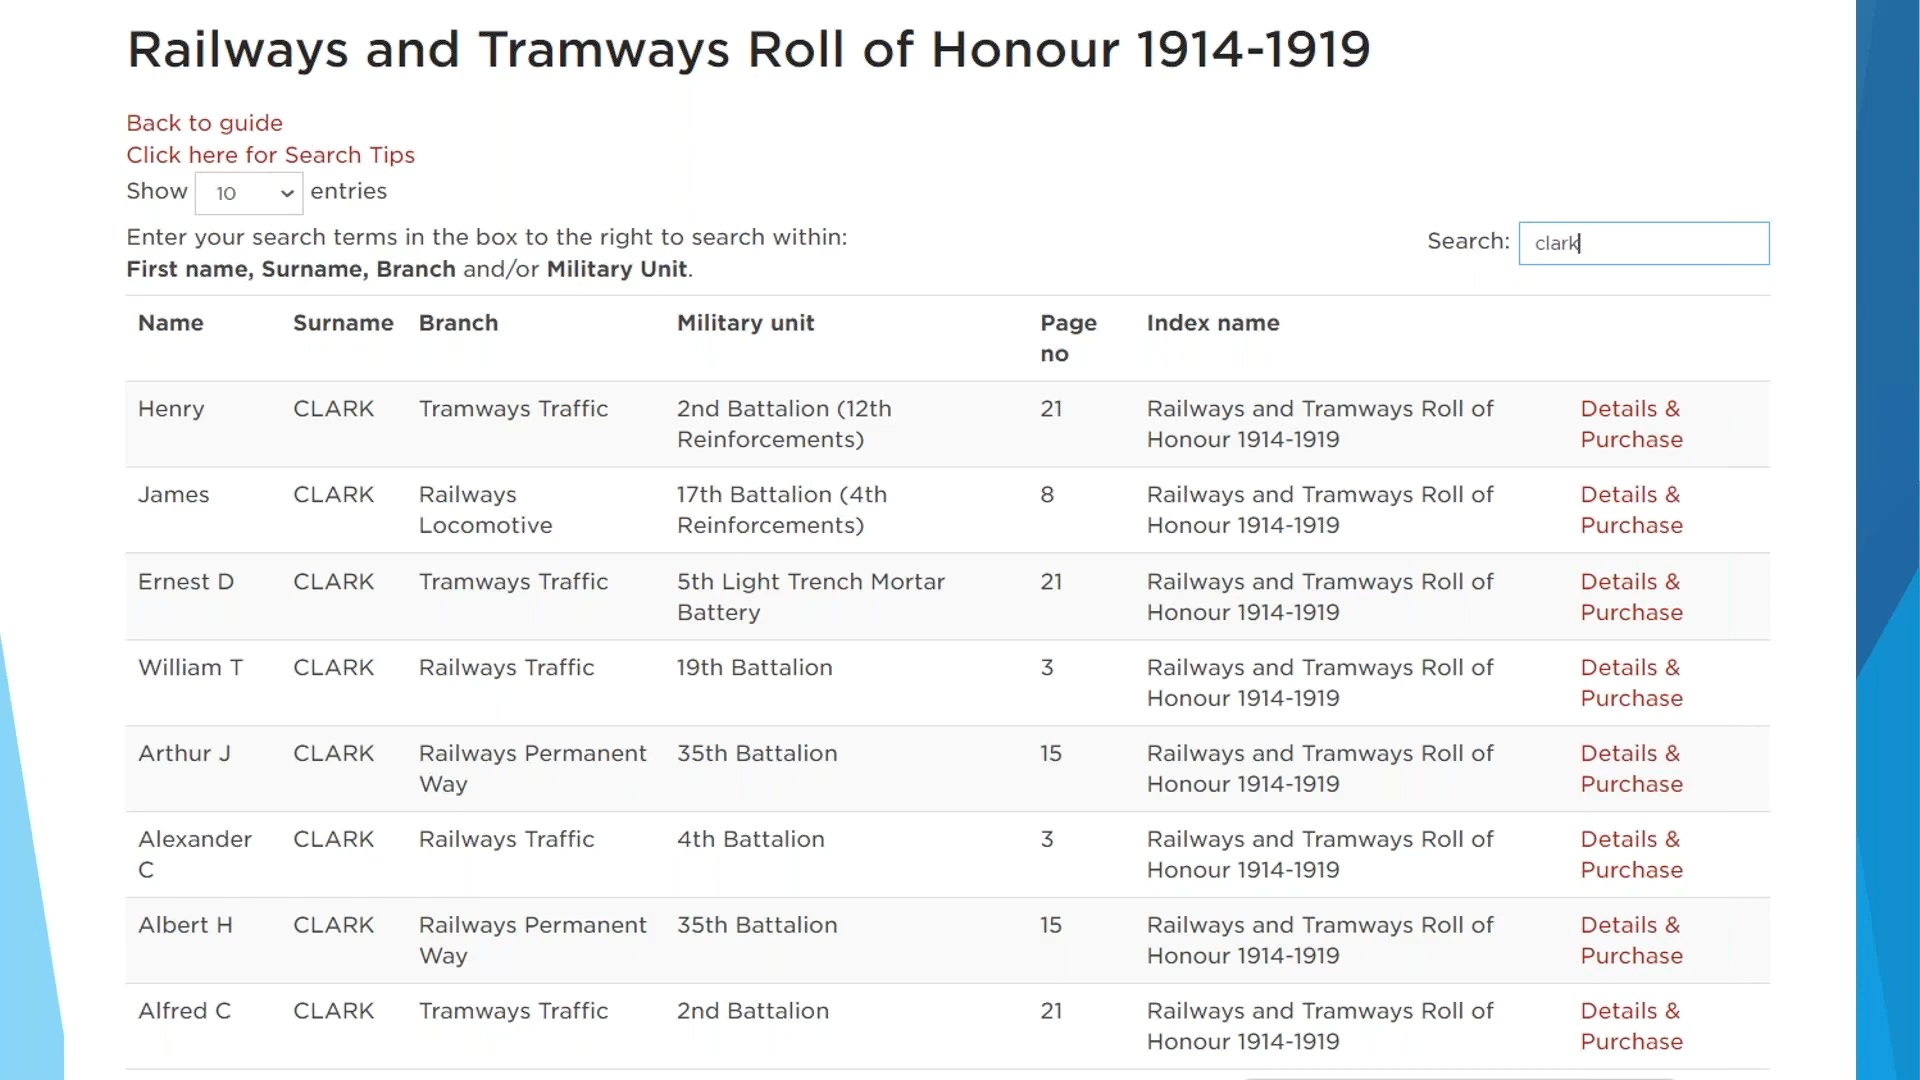 Railways and Tramways Roll of Honour 1914-1919
Back to guide
Click here for Search Tips
Show 10 entries
Enter your search terms in the box to the right to search within:
First name, Surname, Branch and/or Military Unit.
Search: clark
Name Surname Branch Military unit Page Index name
no
Henry CLARK Tramways Traffic 2nd Battalion (12th 21 Railways and Tramways Roll of Details &
Reinforcements) Honour 1914-1919 Purchase
James CLARK Railways 17th Battalion (4th 8 Railways and Tramways Roll of Details &
Locomotive Reinforcements) Honour 1914-1919 Purchase
Ernest D CLARK Tramways Traffic 5th Light Trench Mortar 21 Railways and Tramways Roll of Details &
Battery Honour 1914-1919 Purchase
William T CLARK Railways Traffic 19th Battalion 3 Railways and Tramways Roll of Details &
Honour 1914-1919 Purchase
Arthur J CLARK Railways Permanent 35th Battalion 15 Railways and Tramways Roll of Details &
Way Honour 1914-1919 Purchase
Alexander CLARK Railways Traffic 4th Battalion 3 Railways and Tramways Roll of Details &
C Honour 1914-1919 Purchase
Albert H CLARK Railways Permanent 35th Battalion 15 Railways and Tramways Roll of Details &
Way Honour 1914-1919 Purchase
Alfred C CLARK Tramways Traffic 2nd Battalion 21 Railways and Tramways Roll of Details &
Honour 1914-1919 Purchase